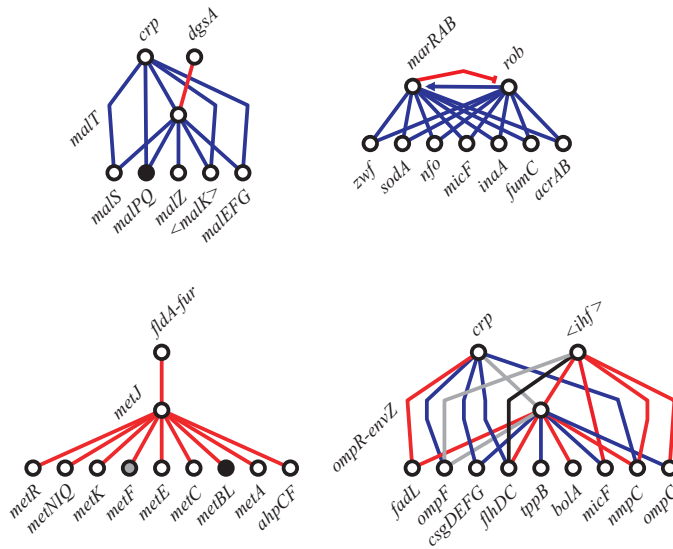 crp
dgsA
malT
malS
malPQ
malZ
<malK>
malEFG
marRAB
rob
zwf
sodA
nfo
micF
inaA
fumC
acrAB
fldA-fur
metJ
metR
metNIQ
metK
metF
metE
metC
metBL
metA
ahpCF
crp
<ihf>
ompR-envZ
fadL
ompF
csgDEFG
flhDC
tppB
bolA
micF
nmpC
ompC